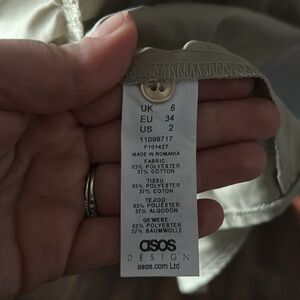 UK 6
EU 34
US 2
11098717
F101427
MADE IN ROMANIA
FABRIC:
63% POLYESTER
37% COTTON
TISSU:
63% POLYESTER
37% COTON
TEJIDO:
63% POLIÉSTER
37% ALGODÓN
GEWEBE:
63% POLYESTER
37% BAUMWOLLE
asos
DESIGN
asos.com Ltd